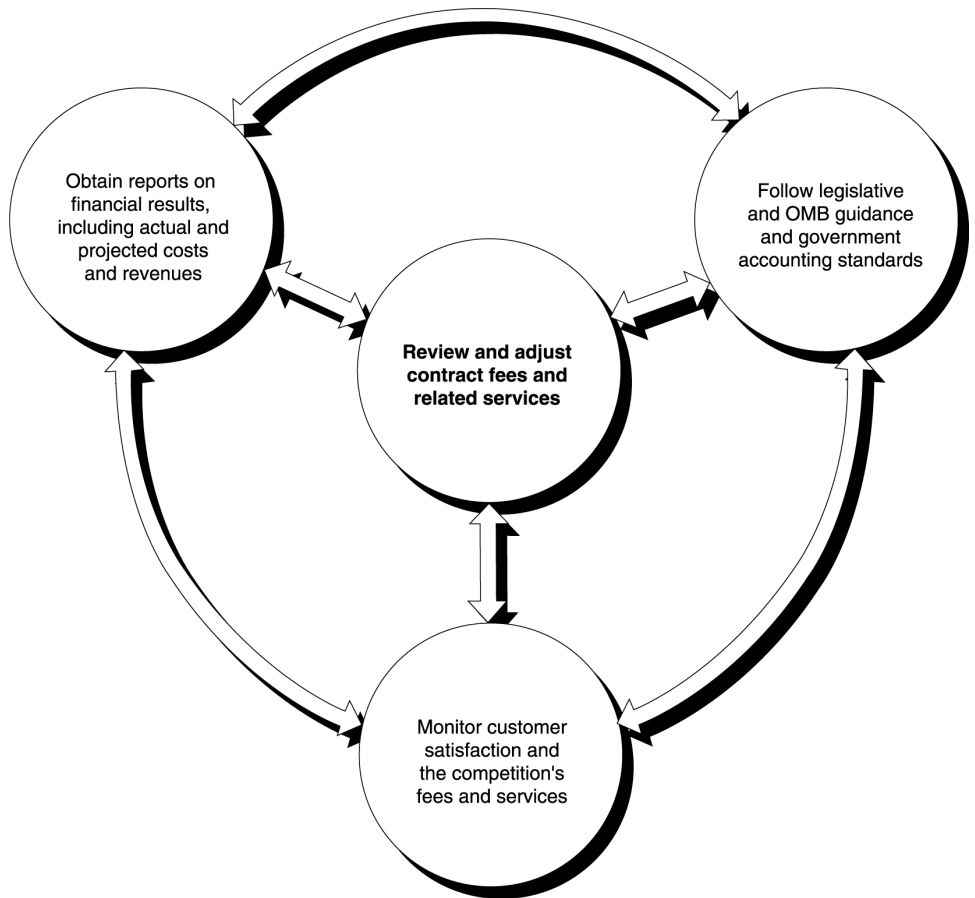 Obtain reports on
financial results,
including actual and
projected costs
and revenues
Follow legislative
and OMB guidance
and government
accounting standards
Review and adjust
contract fees and
related services
Monitor customer
satisfaction and
the competition's
fees and services